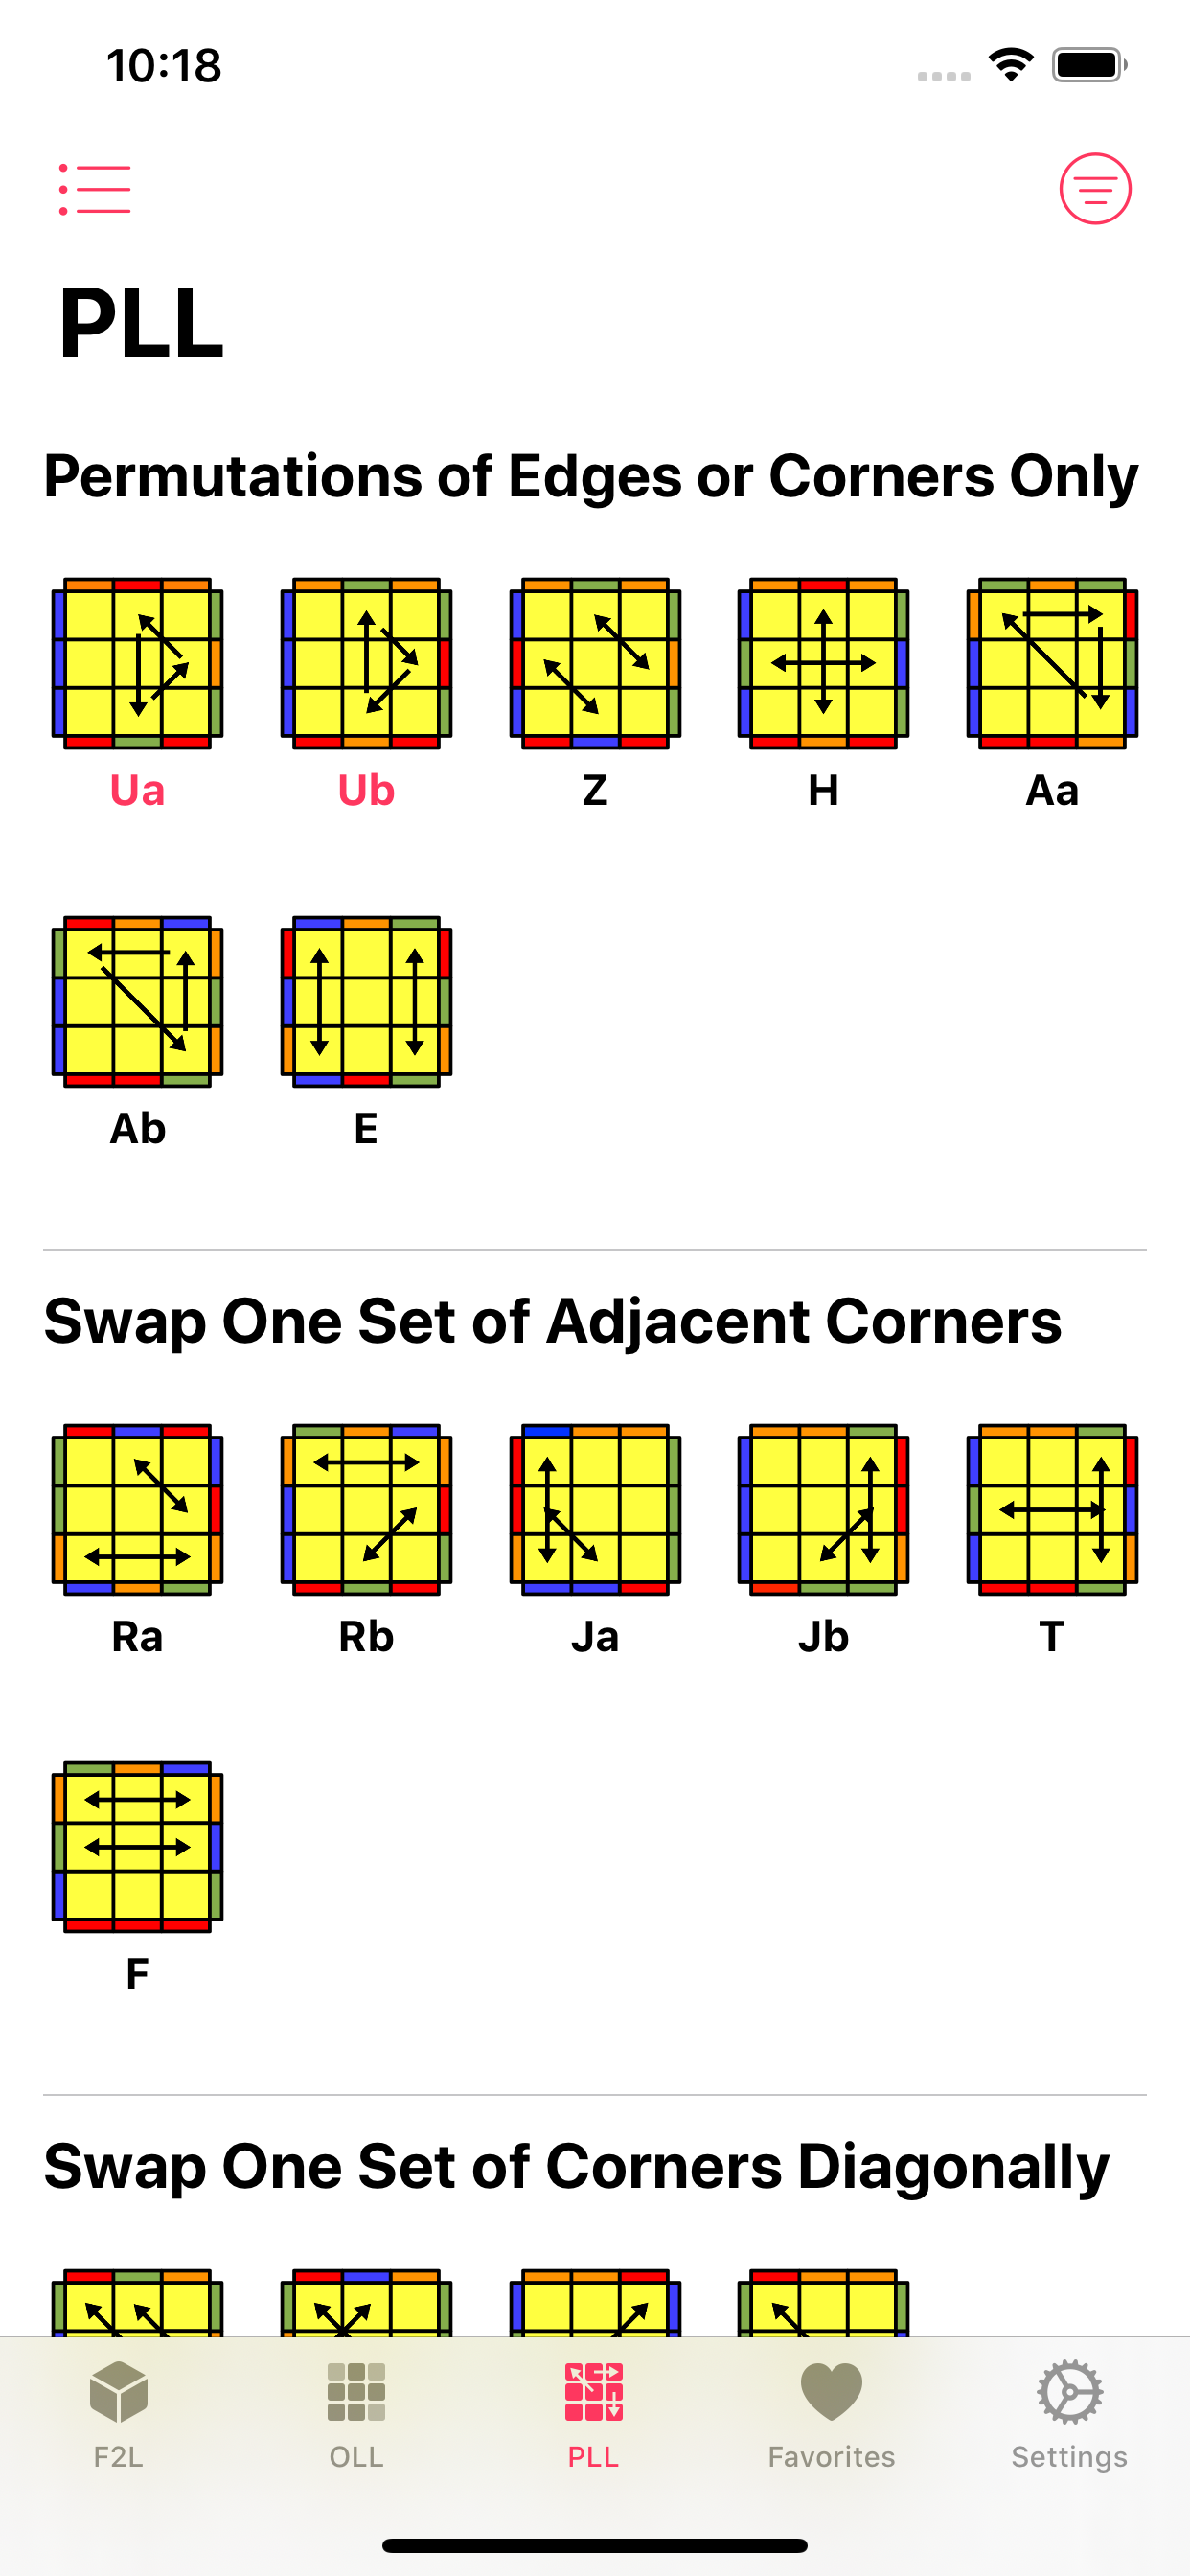 10:18
PLL
Permutations of Edges or Corners Only
Ua Ub Z H Aa
Ab E
Swap One Set of Adjacent Corners
Ra Rb Ja Jb T
F
Swap One Set of Corners Diagonally
F2L OLL PLL Favorites Settings